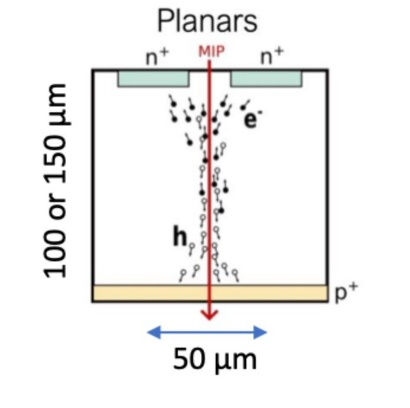 Planars
n⁺ MIP n⁺
e⁻
100 or 150 μm
h
p⁺
50 μm